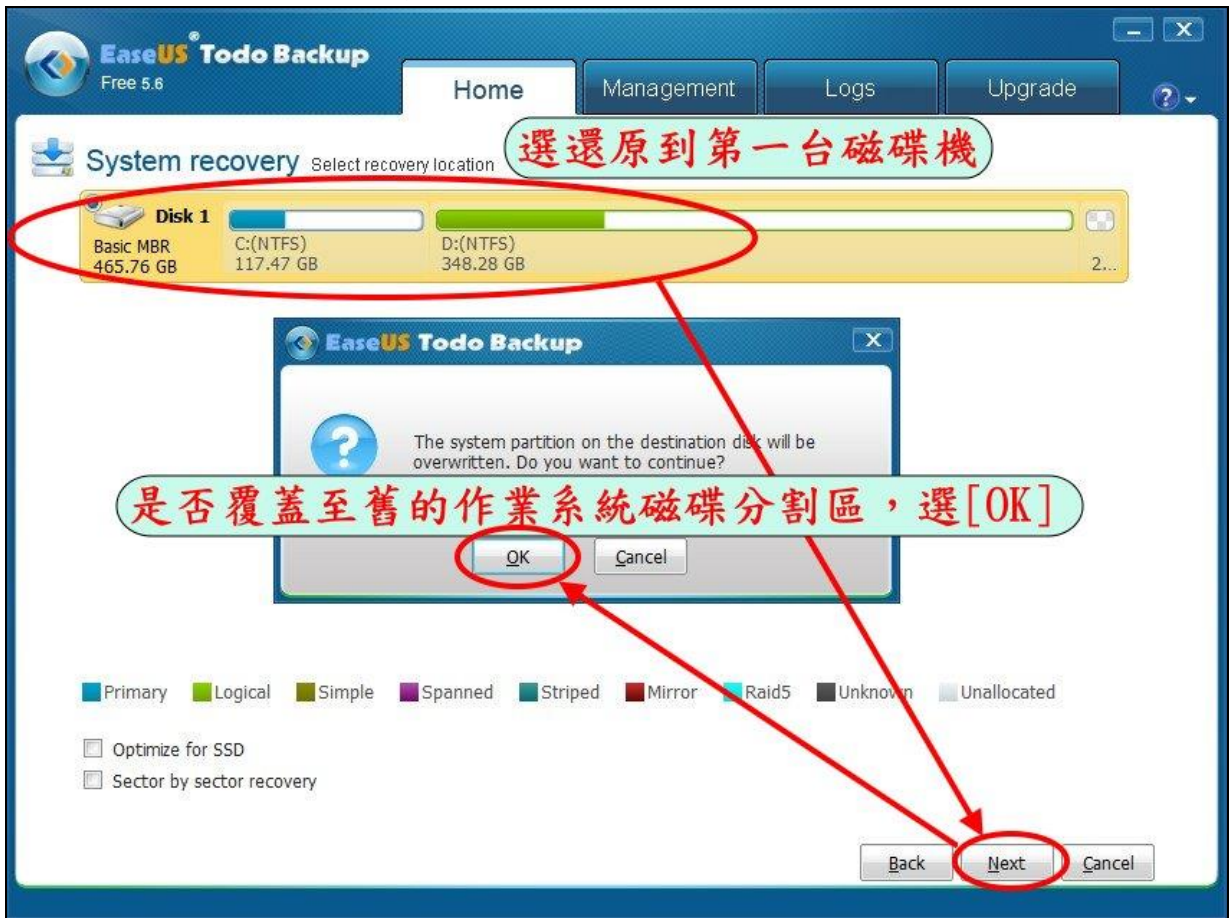 EaseUS® Todo Backup
Free 5.6
Home
Management
Logs
Upgrade
?
System recovery Select recovery location
選還原到第一台磁碟機
Disk 1
Basic MBR
465.76 GB
C:(NTFS)
117.47 GB
D:(NTFS)
348.28 GB
2...
EaseUS Todo Backup
The system partition on the destination disk will be
overwritten. Do you want to continue?
是否覆蓋至舊的作業系統磁碟分割區，選[OK]
OK
Cancel
Primary Logical Simple Spanned Striped Mirror Raid5 Unknown Unallocated
Optimize for SSD
Sector by sector recovery
Back Next Cancel